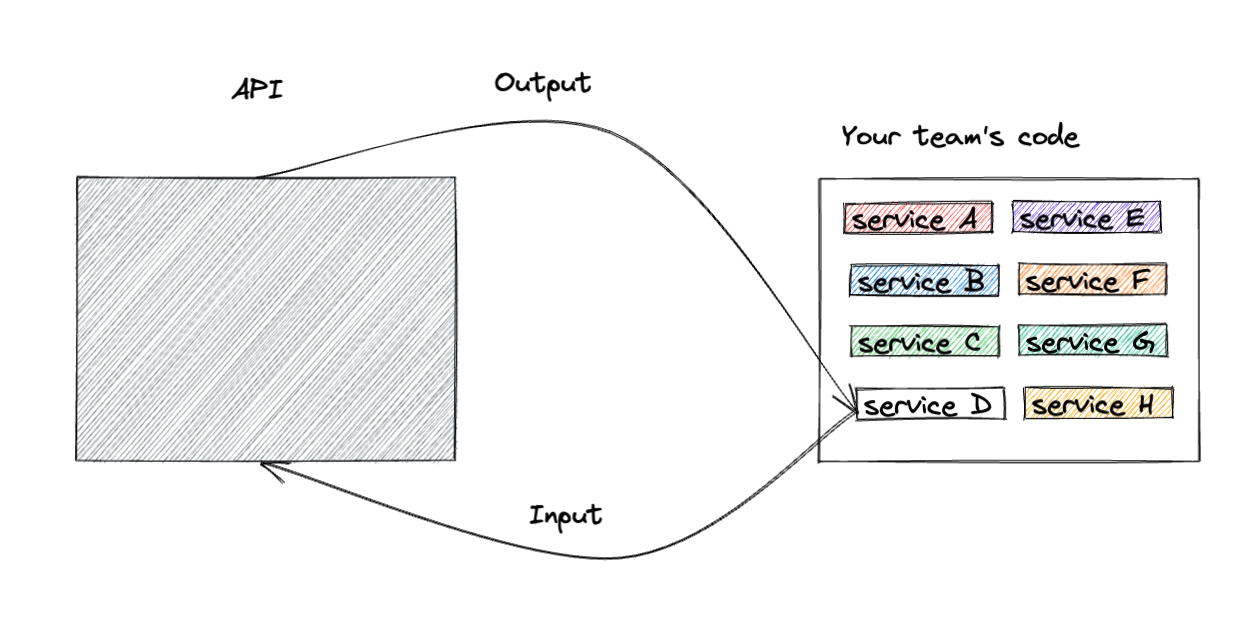 API
Output
Your team's code
service A
service E
service B
service F
service C
service G
service D
service H
Input